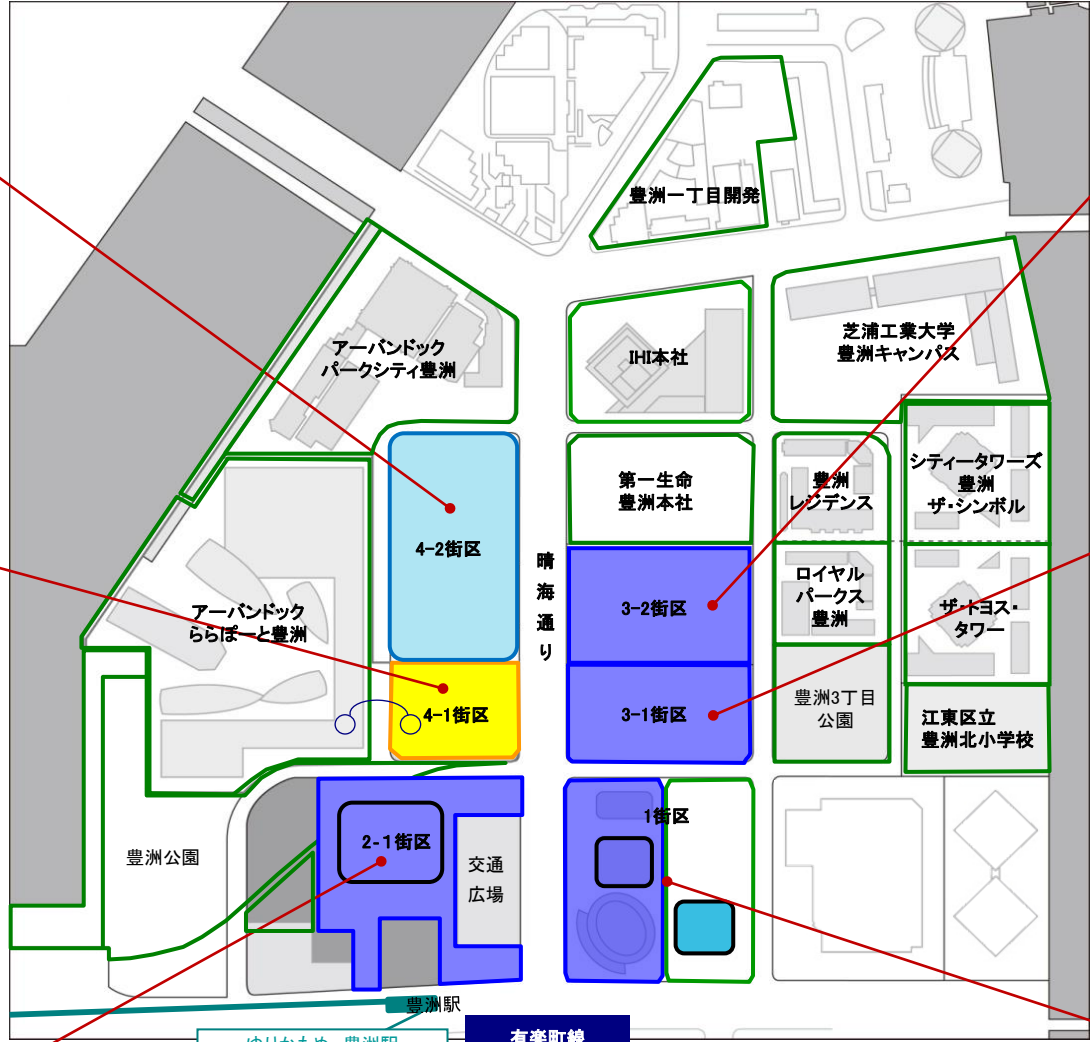 豊洲一丁目開発
アーバンドック
パークシティ豊洲
IHI本社
芝浦工業大学
豊洲キャンパス
第一生命
豊洲本社
豊洲
レジデンス
シティータワーズ
豊洲
ザ・シンボル
4-2街区
晴海通り
3-2街区
ロイヤル
パークス
豊洲
ザ・トヨス・
タワー
アーバンドック
ららぽーと豊洲
4-1街区
3-1街区
豊洲3丁目
公園
江東区立
豊洲北小学校
豊洲公園
2-1街区
交通
広場
1街区
豊洲駅
ゆりかもめ 豊洲駅
有楽町線